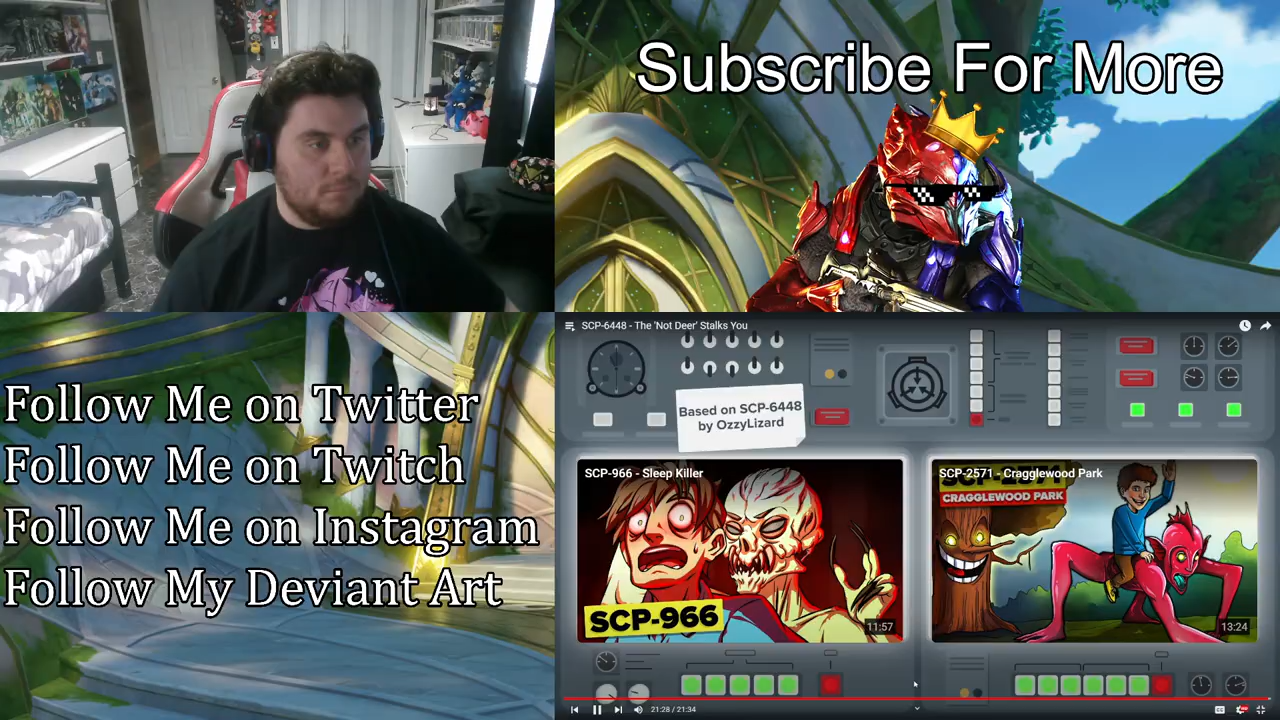 Subscribe For More
Follow Me on Twitter
Follow Me on Twitch
Follow Me on Instagram
Follow My Deviant Art
SCP-6448 - The 'Not Deer' Stalks You
Based on SCP-6448
by OzzyLizard
SCP-966 - Sleep Killer
SCP-966
11:57
SCP-2571 - Cragglewood Park
CRAGGLEWOOD PARK
13:24
21:28 / 21:34